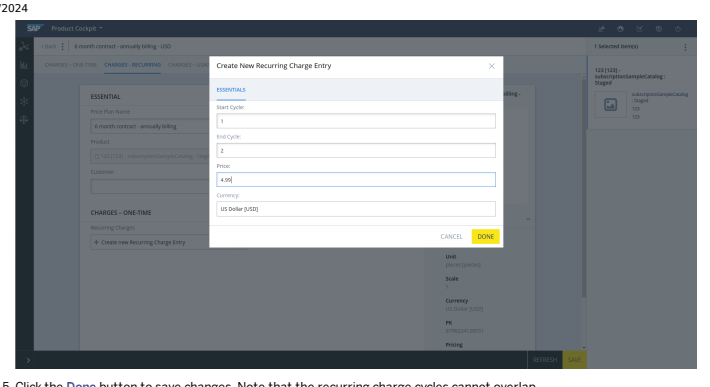 /2024
SAP Product Cockpit
< Back 6 month contract - annually billing - USD
1 Selected Item(s)
CHARGES - ONE-TIME CHARGES - RECURRING CHARGES - USAGE
Create New Recurring Charge Entry
ESSENTIALS
Start Cycle:
1
End Cycle:
2
Price:
4.99
Currency:
US Dollar [USD]
CANCEL DONE
ESSENTIAL
Price Plan Name:
6 month contract - annually billing
Product:
Customer:
CHARGES – ONE-TIME
Recurring Charges:
+ Create new Recurring Charge Entry
billing -
Unit
pieces [pieces]
Scale
Currency
US Dollar [USD]
PK
Pricing
123 [123] -
subscriptionSampleCatalog :
Staged
subscriptionSampleCatalog
: Staged
123
123
REFRESH SAVE
5. Click the Done button to save changes. Note that the recurring charge cycles cannot overlap.